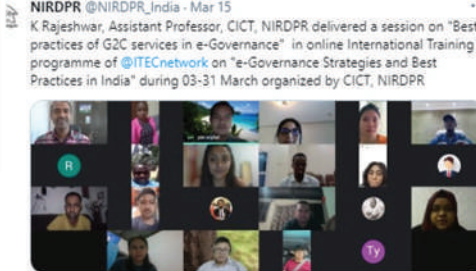 NIRDPR @NIRDPR_India · Mar 15
K Rajeshwar, Assistant Professor, CICT, NIRDPR delivered a session on "Best
practices of G2C services in e-Governance" in online International Training
programme of @ITECnetwork on "e-Governance Strategies and Best
Practices in India" during 03-31 March organized by CICT, NIRDPR
R
Ty